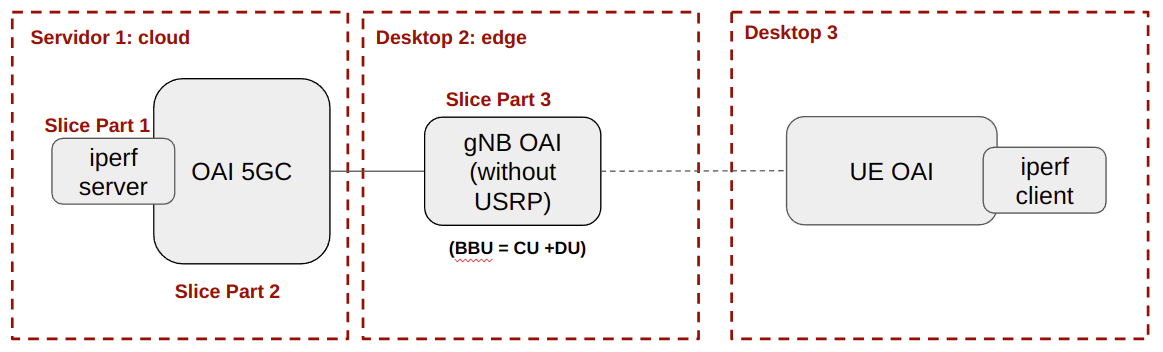 Servidor 1: cloud
Desktop 2: edge
Desktop 3
Slice Part 3
Slice Part 1
iperf
server
OAI 5GC
gNB OAI
(without
USRP)
UE OAI
iperf
client
(BBU = CU +DU)
Slice Part 2